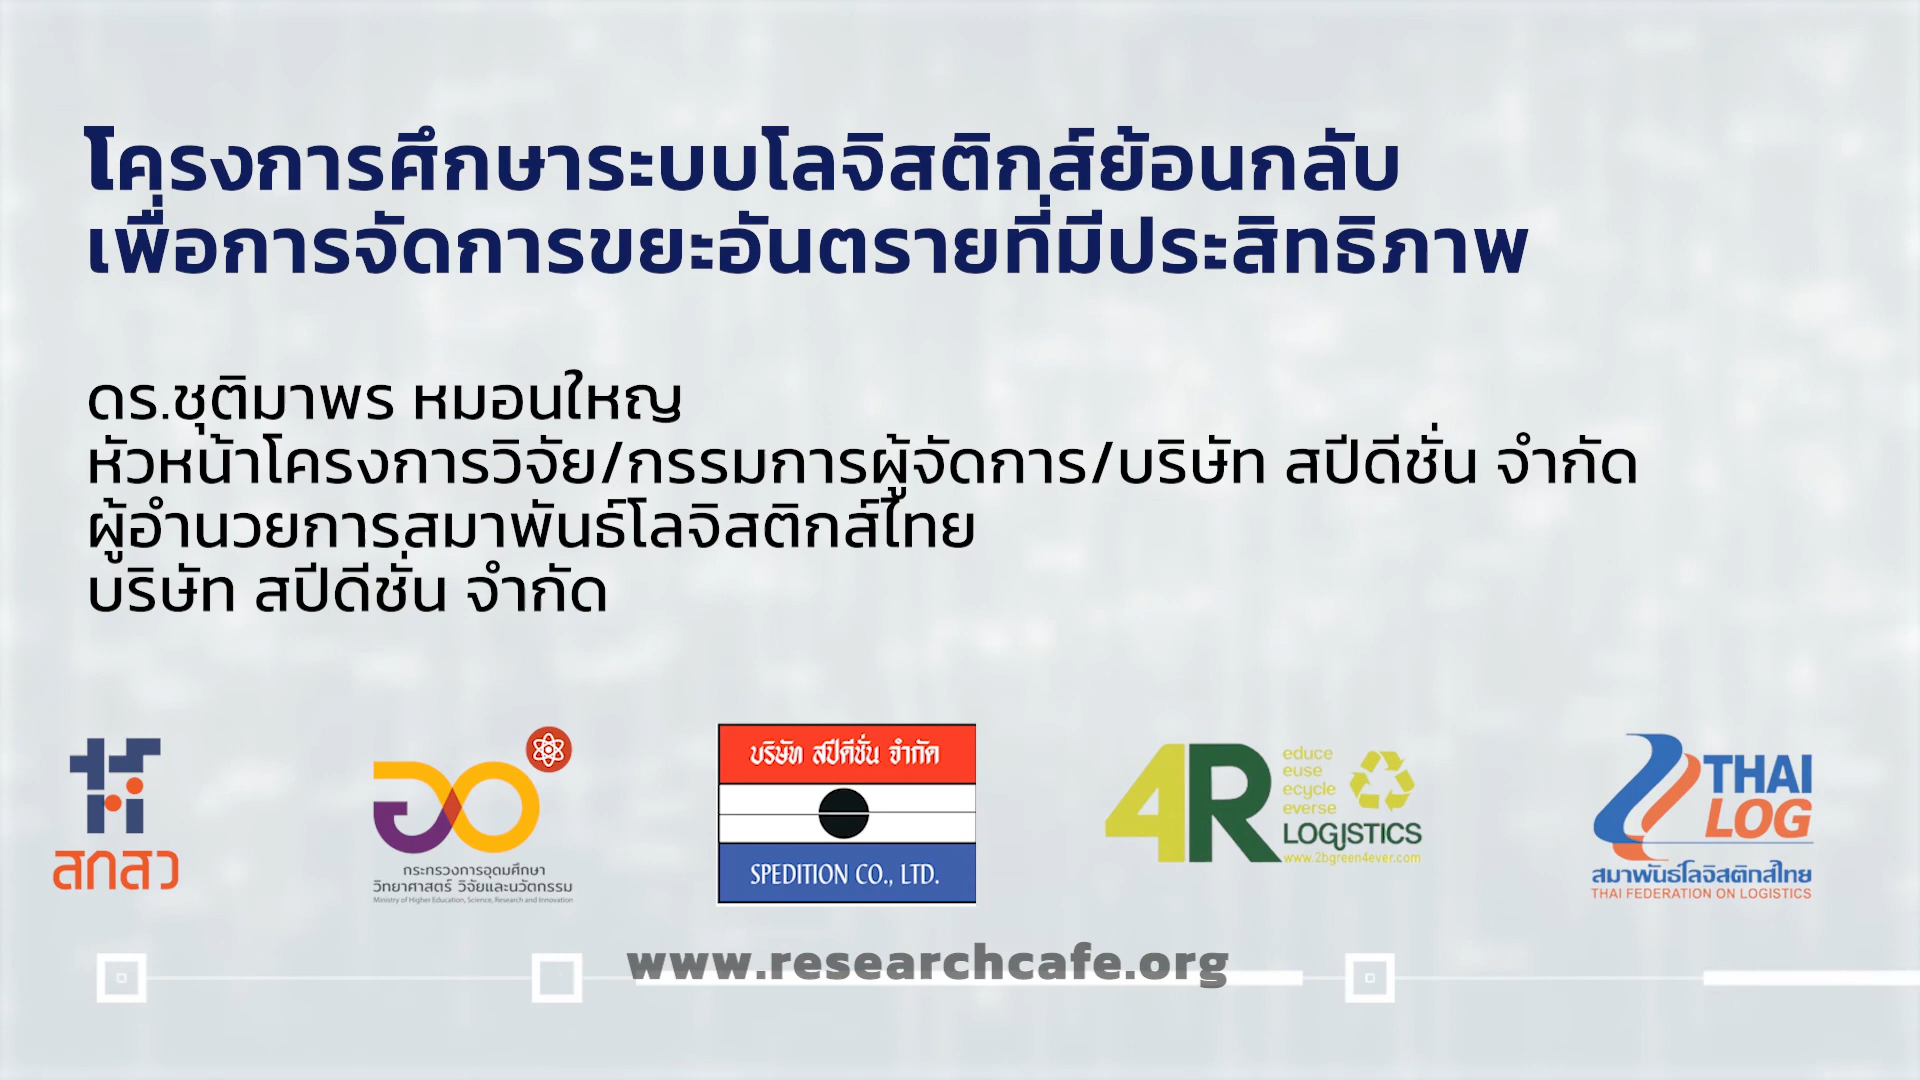 โครงการศึกษาระบบโลจิสติกส์ย้อนกลับ
เพื่อการจัดการขยะอันตรายที่มีประสิทธิภาพ
ดร.ชุติมาพร หมอนใหญ
หัวหน้าโครงการวิจัย/กรรมการผู้จัดการ/บริษัท สปีดีชั่น จำกัด
ผู้อำนวยการสมาพันธ์โลจิสติกส์ไทย
บริษัท สปีดีชั่น จำกัด
สกสว
กระทรวงการอุดมศึกษา
วิทยาศาสตร์ วิจัยและนวัตกรรม
Ministry of Higher Education, Science, Research and Innovation
บริษัท สปีดีชั่น จำกัด
SPEDITION CO., LTD.
4R
educe
euse
ecycle
everse
LOGISTICS
www.2bgreen4ever.com
THAI
LOG
สมาพันธ์โลจิสติกส์ไทย
THAI FEDERATION ON LOGISTICS
www.researchcafe.org